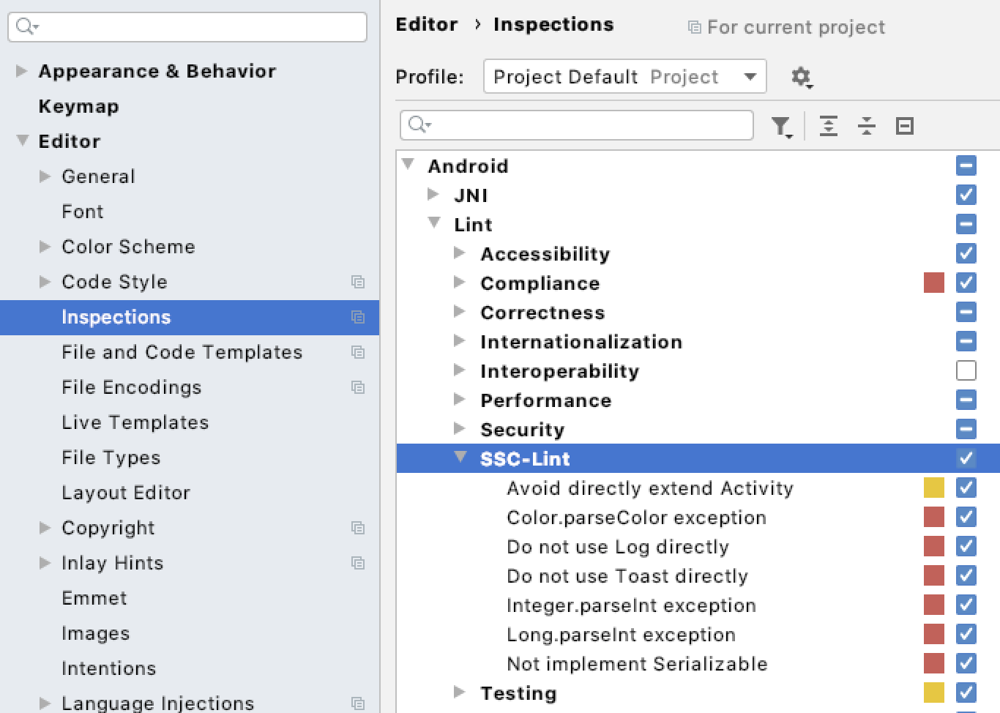 Appearance & Behavior
Keymap
Editor
General
Font
Color Scheme
Code Style
Inspections
File and Code Templates
File Encodings
Live Templates
File Types
Layout Editor
Copyright
Inlay Hints
Emmet
Images
Intentions
Language Injections
Editor › Inspections
For current project
Profile: Project Default Project
Android
JNI
Lint
Accessibility
Compliance
Correctness
Internationalization
Interoperability
Performance
Security
SSC-Lint
Avoid directly extend Activity
Color.parseColor exception
Do not use Log directly
Do not use Toast directly
Integer.parseInt exception
Long.parseInt exception
Not implement Serializable
Testing